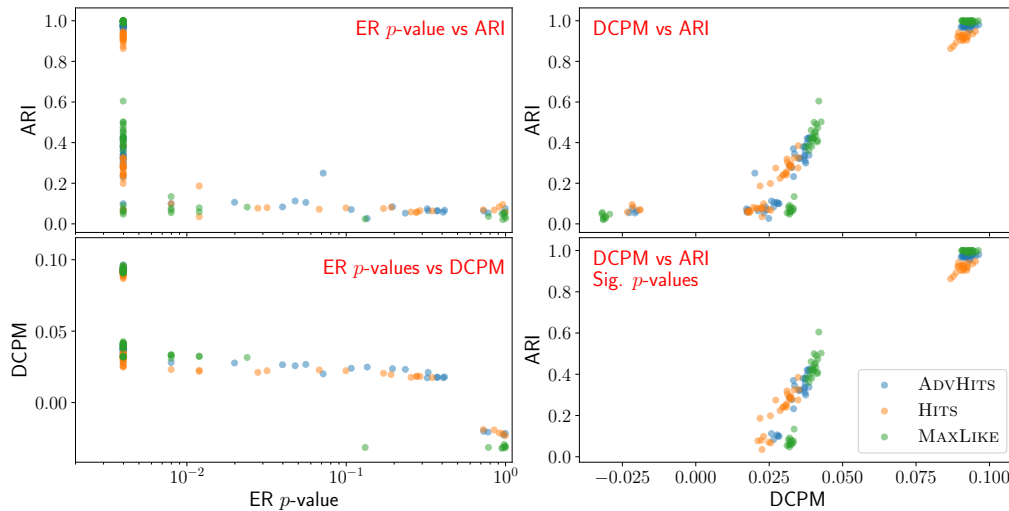 ER p-value vs ARI
1.0
0.8
0.6
0.4
0.2
0.0
ARI
DCPM vs ARI
1.0
0.8
0.6
0.4
0.2
0.0
ARI
ER p-values vs DCPM
0.10
0.05
0.00
DCPM
10⁻²
10⁻¹
10⁰
ER p-value
DCPM vs ARI
Sig. p-values
1.0
0.8
0.6
0.4
0.2
0.0
ARI
ADVHITS
HITS
MAXLIKE
−0.025
0.000
0.025
0.050
0.075
0.100
DCPM